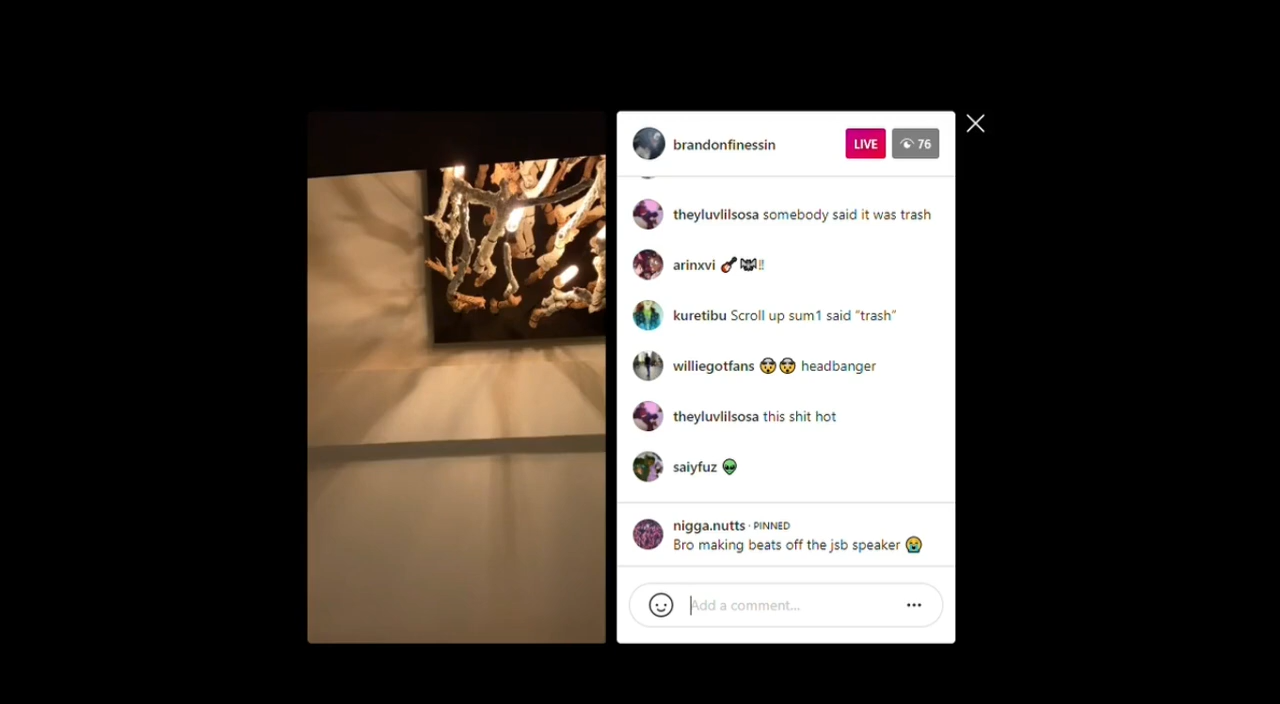 brandonfinessin LIVE 76
theyluvlilsosa somebody said it was trash
arinxvi 🎸🦇‼
kuretibu Scroll up sum1 said “trash”
williegotfans 🤯🤯 headbanger
theyluvlilsosa this shit hot
saiyfuz 👽
nigga.nutts · PINNED
Bro making beats off the jsb speaker 😭
Add a comment...